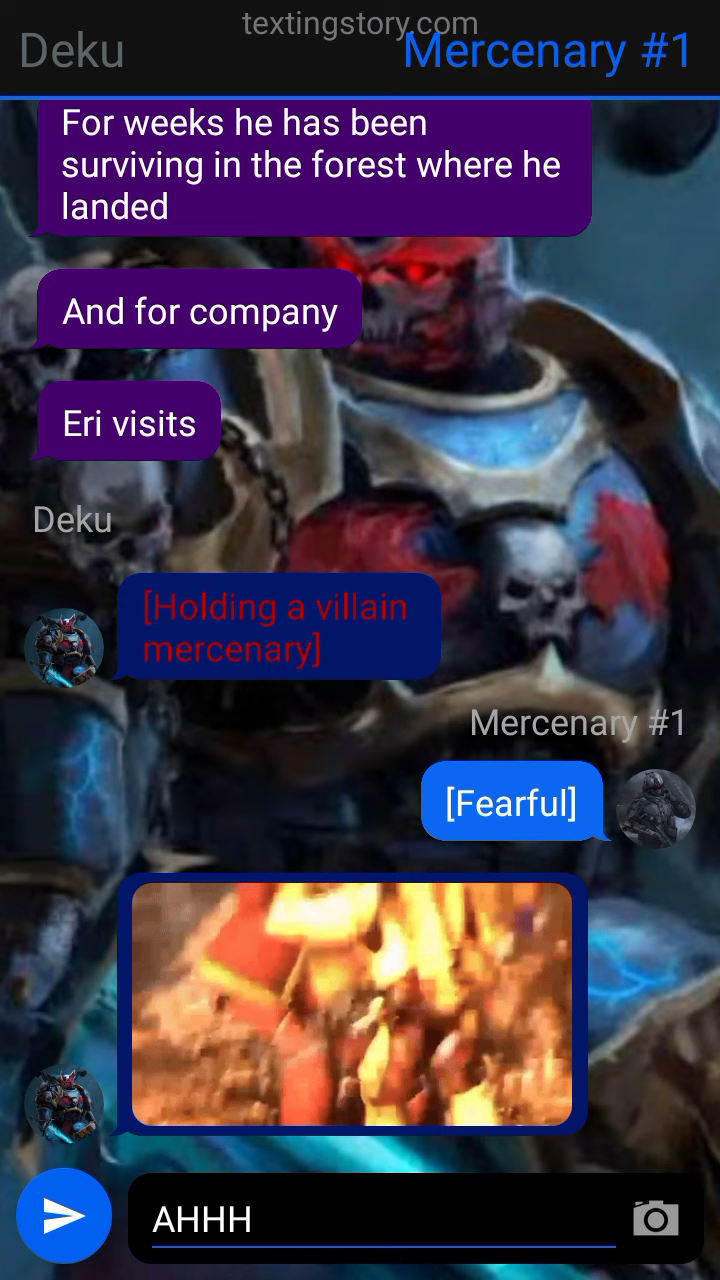 textingstory.com
Deku
Mercenary #1
For weeks he has been
surviving in the forest where he
landed
And for company
Eri visits
Deku
[Holding a villain
mercenary]
Mercenary #1
[Fearful]
AHHH